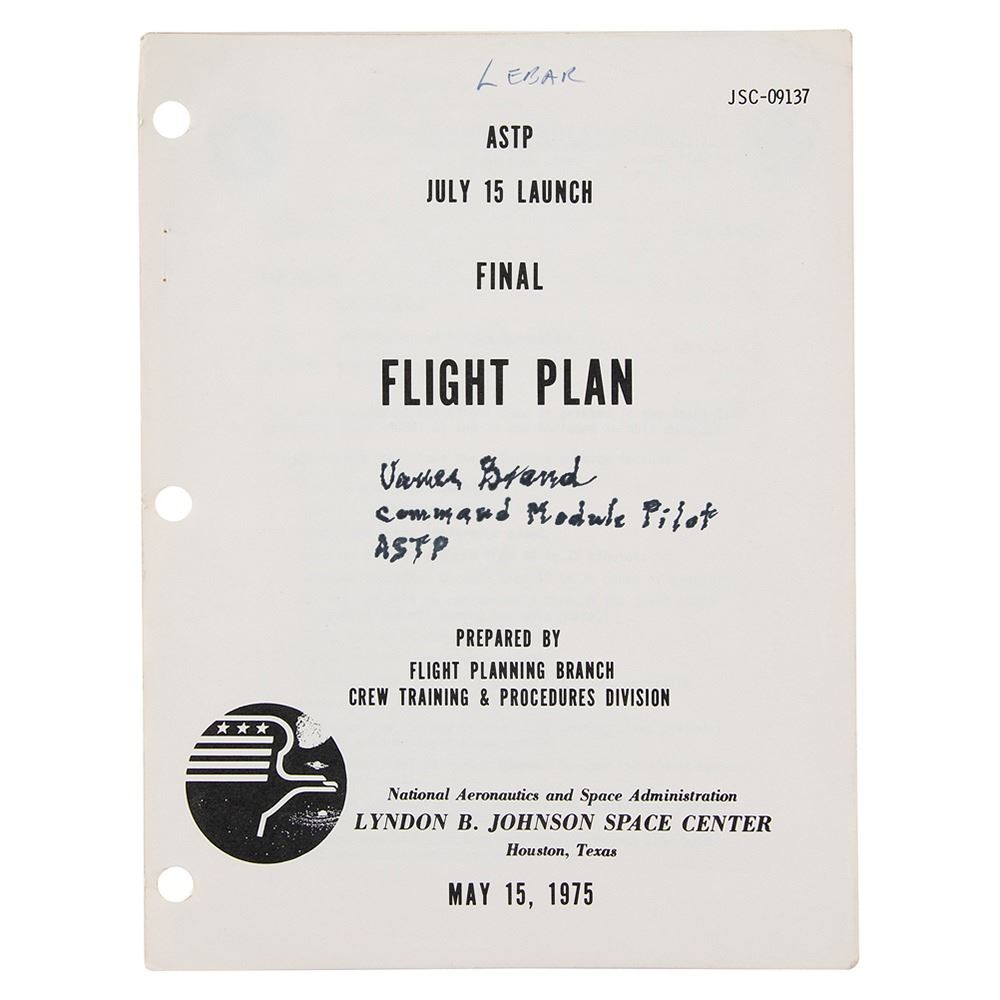 LEBAR
JSC-09137
ASTP
JULY 15 LAUNCH
FINAL
FLIGHT PLAN
Vance Brand
Command Module Pilot
ASTP
PREPARED BY
FLIGHT PLANNING BRANCH
CREW TRAINING & PROCEDURES DIVISION
National Aeronautics and Space Administration
LYNDON B. JOHNSON SPACE CENTER
Houston, Texas
MAY 15, 1975